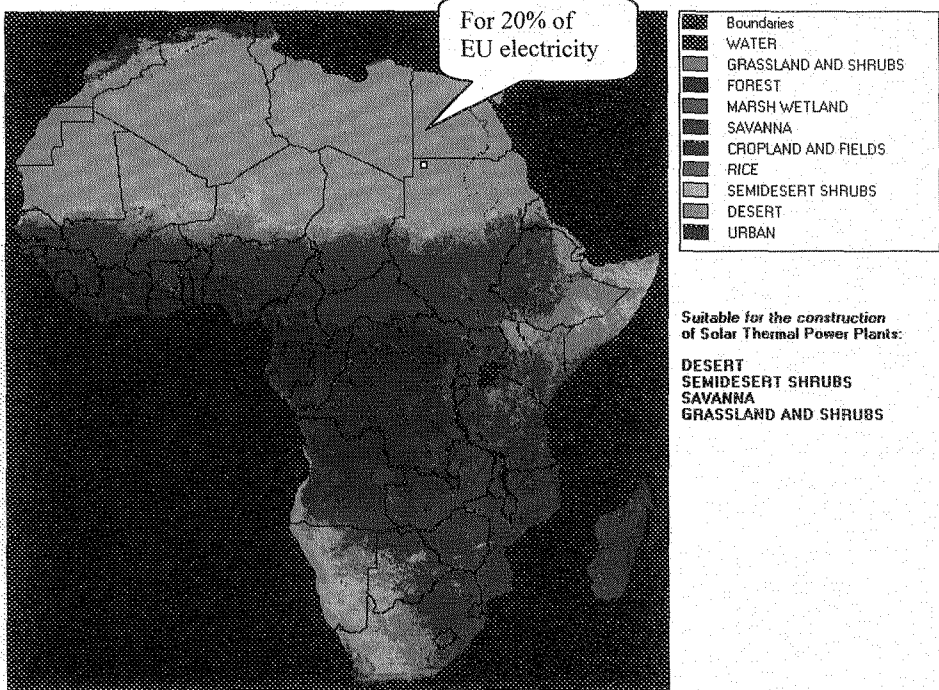 For 20% of
EU electricity
Boundaries
WATER
GRASSLAND AND SHRUBS
FOREST
MARSH WETLAND
SAVANNA
CROPLAND AND FIELDS
RICE
SEMIDESERT SHRUBS
DESERT
URBAN
Suitable for the construction
of Solar Thermal Power Plants:
DESERT
SEMIDESERT SHRUBS
SAVANNA
GRASSLAND AND SHRUBS